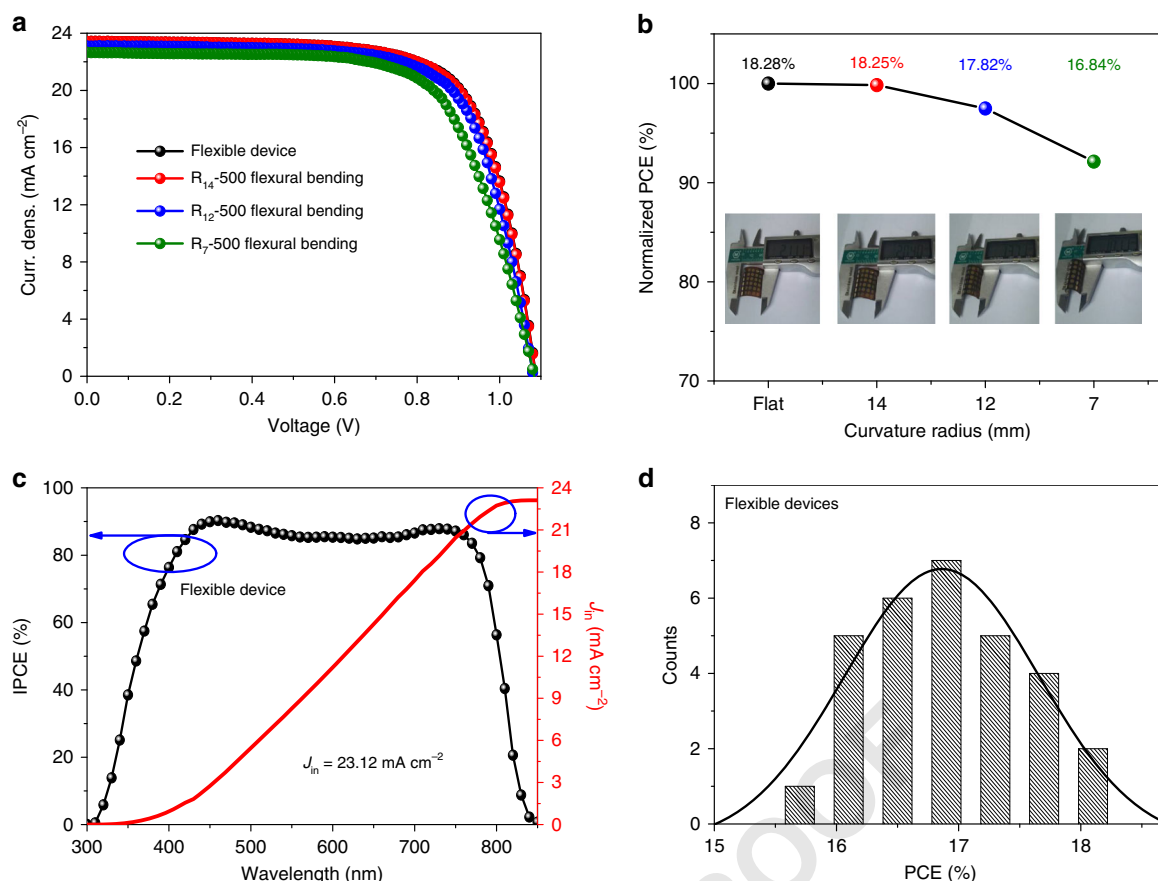 a
24
20
16
12
8
4
0
Curr. dens. (mA cm−2)
Flexible device
R14-500 flexural bending
R12-500 flexural bending
R7-500 flexural bending
0.0 0.2 0.4 0.6 0.8 1.0
Voltage (V)
b
18.28% 18.25% 17.82% 16.84%
100
90
80
70
Normalized PCE (%)
Flat 14 12 7
Curvature radius (mm)
c
100
80
60
40
20
0
IPCE (%)
Flexible device
Jin = 23.12 mA cm−2
24
21
18
15
12
9
6
3
0
Jin (mA cm−2)
300 400 500 600 700 800
Wavelength (nm)
d
Flexible devices
8
6
4
2
0
Counts
15 16 17 18
PCE (%)